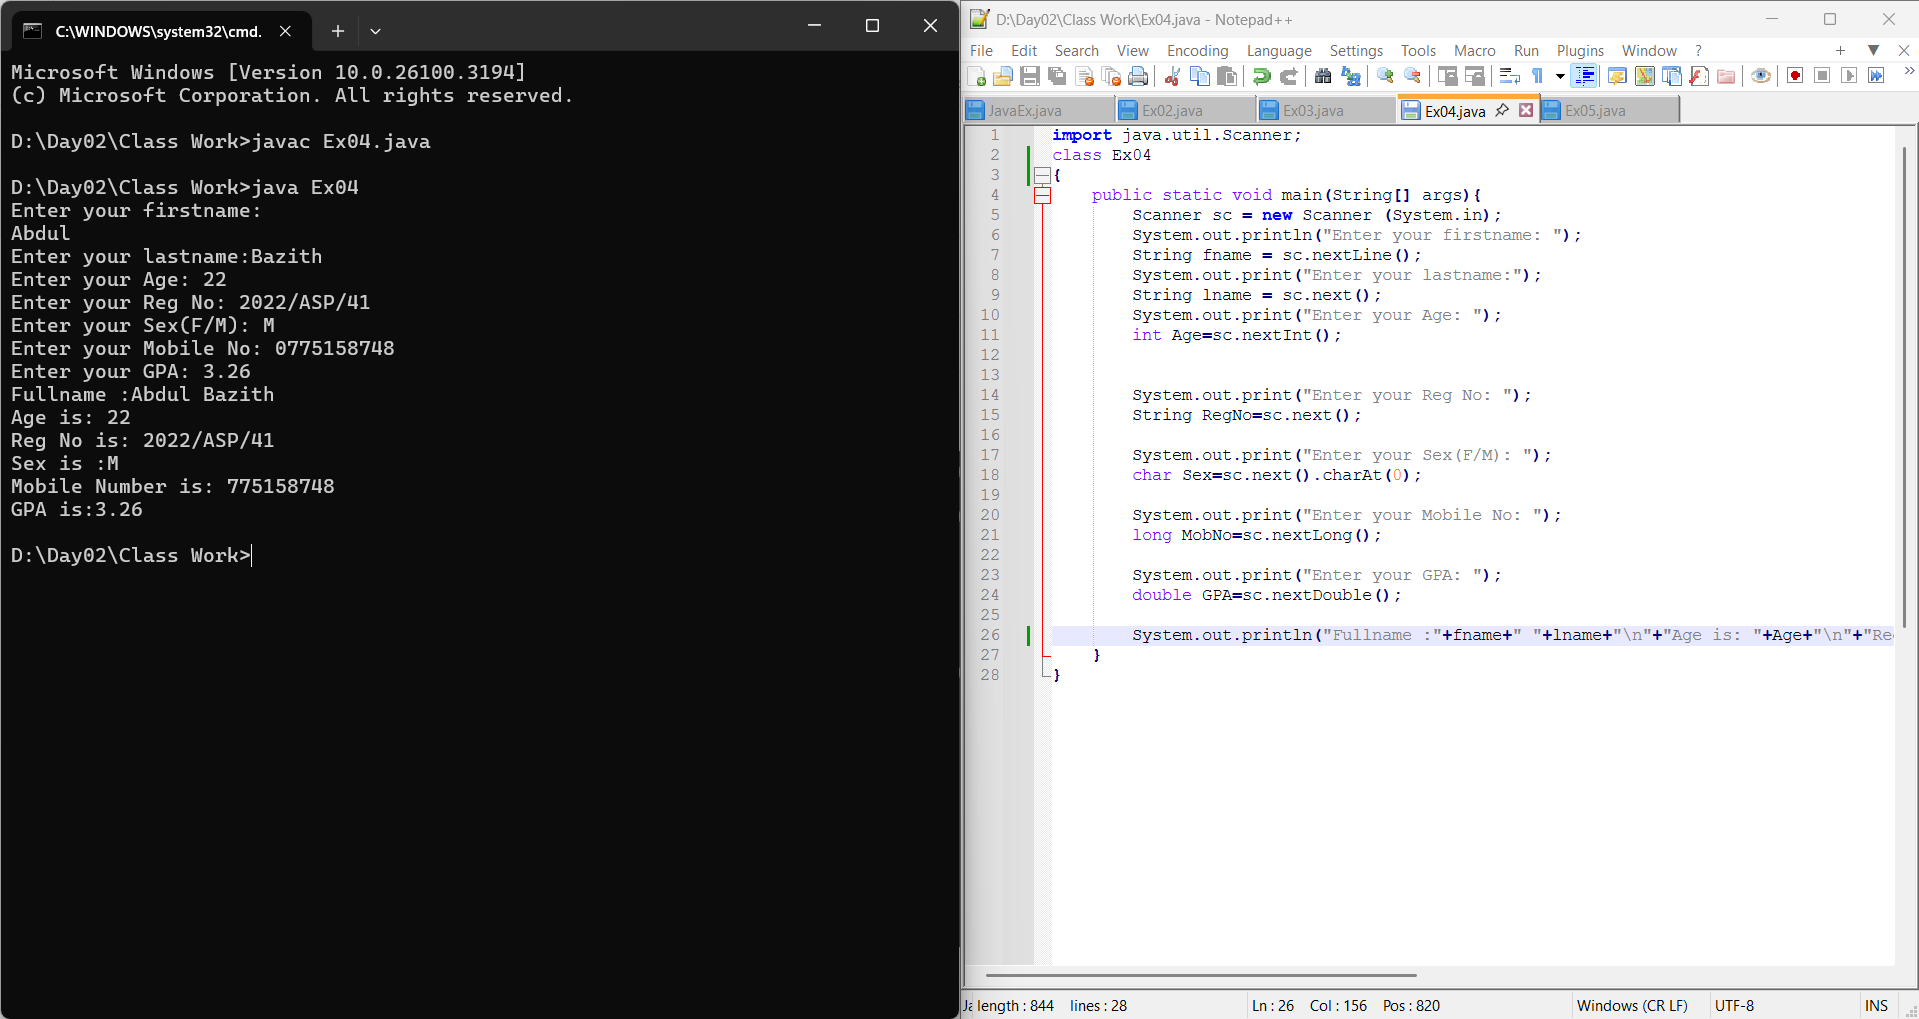 C:\WINDOWS\system32\cmd.
Microsoft Windows [Version 10.0.26100.3194]
(c) Microsoft Corporation. All rights reserved.
D:\Day02\Class Work>javac Ex04.java
D:\Day02\Class Work>java Ex04
Enter your firstname:
Abdul
Enter your lastname:Bazith
Enter your Age: 22
Enter your Reg No: 2022/ASP/41
Enter your Sex(F/M): M
Enter your Mobile No: 0775158748
Enter your GPA: 3.26
Fullname :Abdul Bazith
Age is: 22
Reg No is: 2022/ASP/41
Sex is :M
Mobile Number is: 775158748
GPA is:3.26
D:\Day02\Class Work>
D:\Day02\Class Work\Ex04.java - Notepad++
File Edit Search View Encoding Language Settings Tools Macro Run Plugins Window ?
JavaEx.java Ex02.java Ex03.java Ex04.java Ex05.java
1 import java.util.Scanner;
2 class Ex04
3 {
4 public static void main(String[] args){
5 Scanner sc = new Scanner (System.in);
6 System.out.println("Enter your firstname: ");
7 String fname = sc.nextLine();
8 System.out.print("Enter your lastname:");
9 String lname = sc.next();
10 System.out.print("Enter your Age: ");
11 int Age=sc.nextInt();
12
13
14 System.out.print("Enter your Reg No: ");
15 String RegNo=sc.next();
16
17 System.out.print("Enter your Sex(F/M): ");
18 char Sex=sc.next().charAt(0);
19
20 System.out.print("Enter your Mobile No: ");
21 long MobNo=sc.nextLong();
22
23 System.out.print("Enter your GPA: ");
24 double GPA=sc.nextDouble();
25
26 System.out.println("Fullname :"+fname+" "+lname+"\n"+"Age is: "+Age+"\n"+"Re
27 }
28 }
Ja length : 844 lines : 28 Ln : 26 Col : 156 Pos : 820 Windows (CR LF) UTF-8 INS